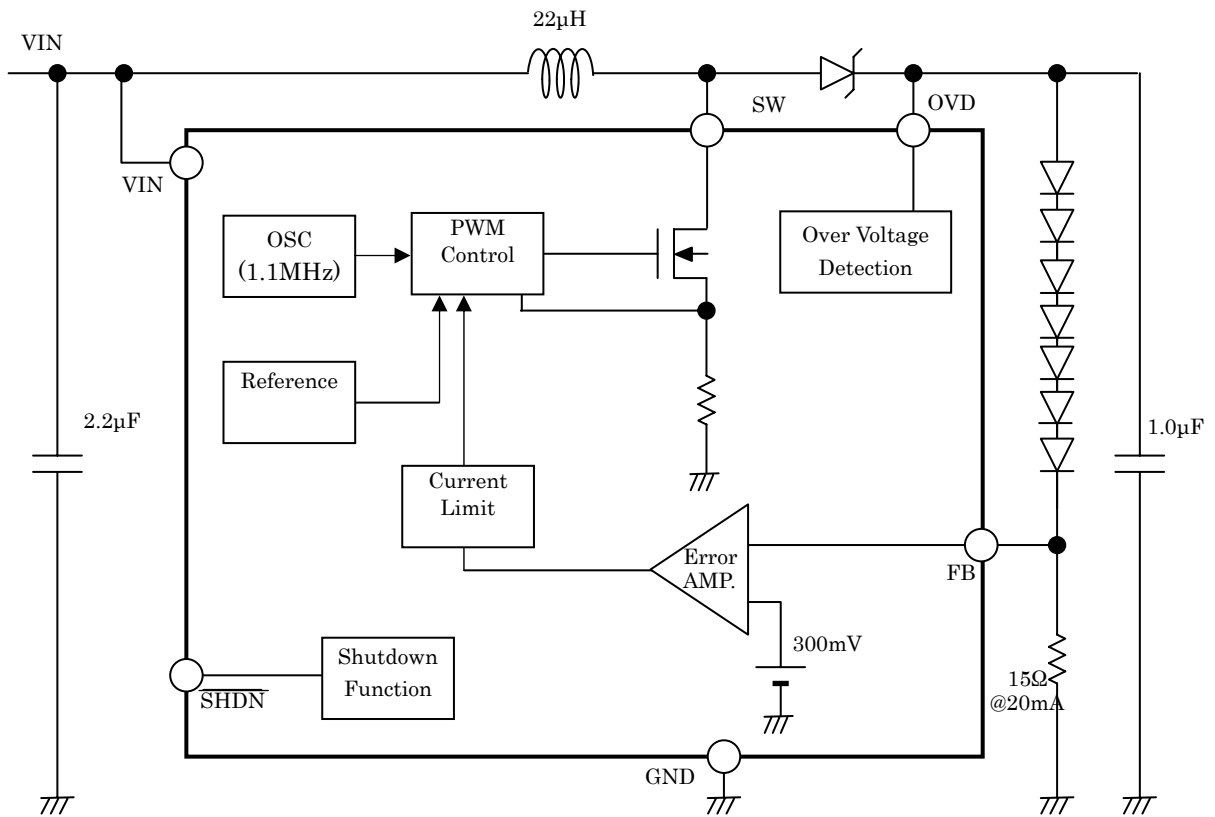 22µH
VIN
SW
OVD
VIN
OSC
(1.1MHz)
PWM
Control
Over Voltage
Detection
Reference
2.2µF
1.0µF
Current
Limit
Error
AMP.
FB
300mV
Shutdown
Function
SHDN
15Ω
@20mA
GND